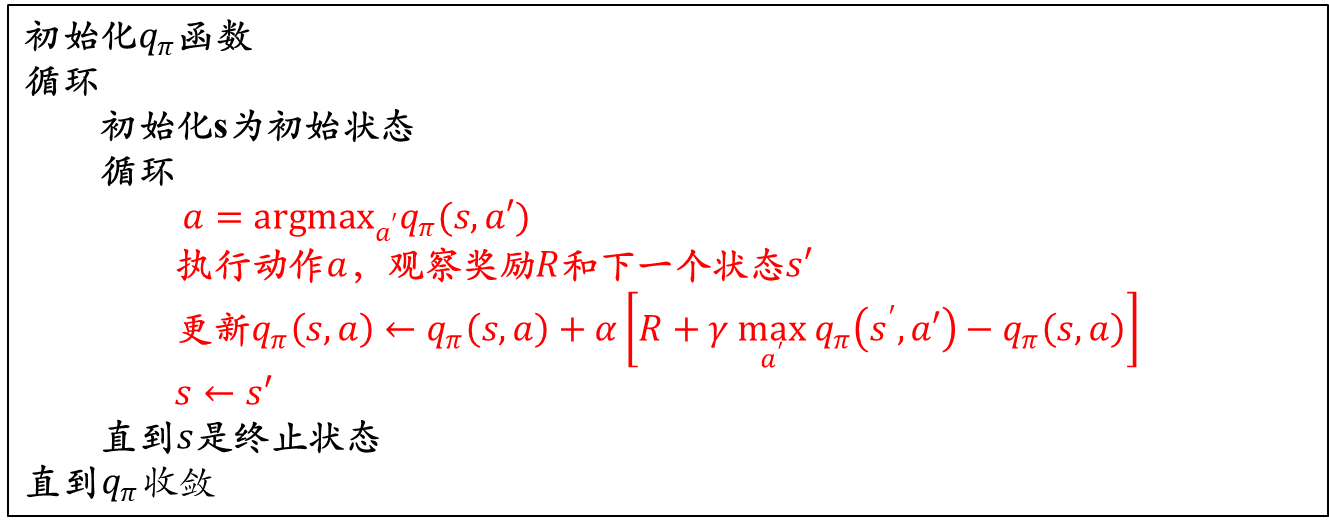 初始化qπ函数
循环
初始化s为初始状态
循环
a = argmaxₐ′qπ(s, a′)
执行动作a，观察奖励R和下一个状态s′
更新qπ(s, a) ← qπ(s, a) + α [R + γ maxₐ′ qπ(s′, a′) − qπ(s, a)]
s ← s′
直到s是终止状态
直到qπ收敛